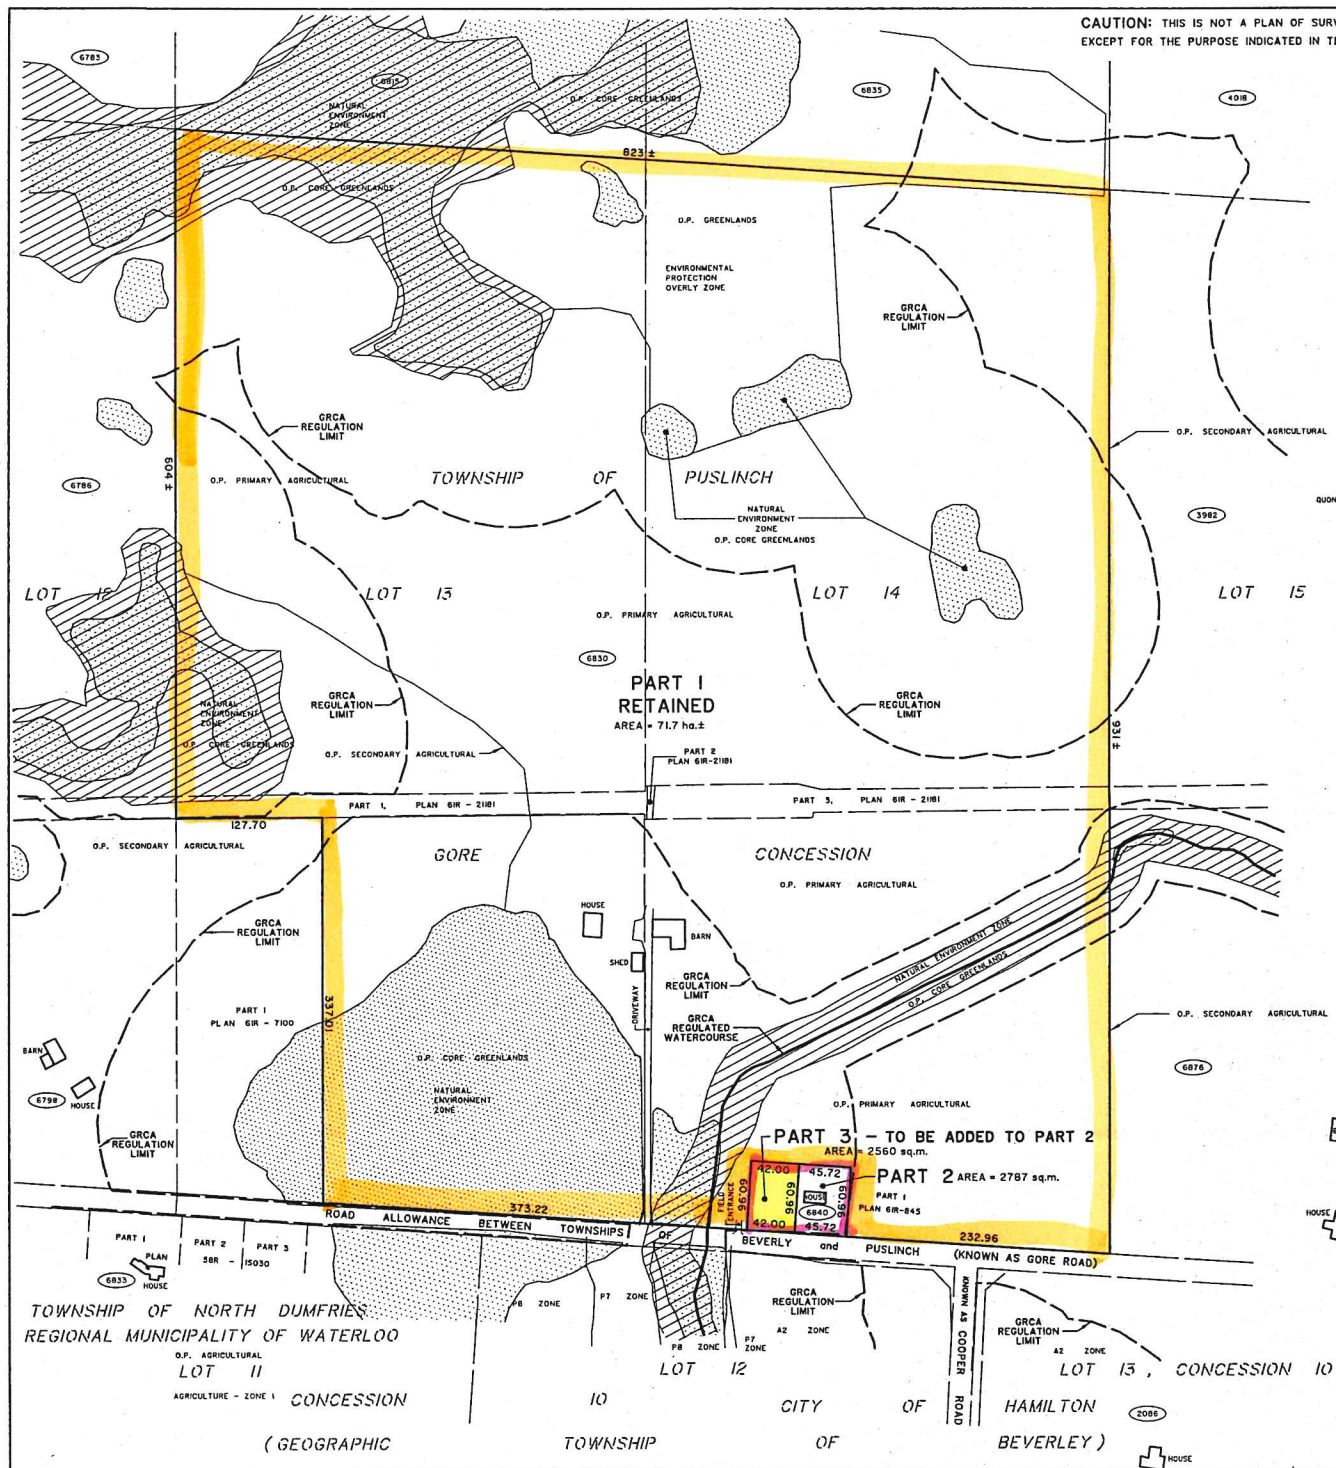 CAUTION: THIS IS NOT A PLAN OF SURV
EXCEPT FOR THE PURPOSE INDICATED IN TH
6783
6815
6835
4018
NATURAL
ENVIRONMENT
ZONE
O.P. CORE GREENLANDS
823 ±
O.P. CORE GREENLANDS
O.P. GREENLANDS
ENVIRONMENTAL
PROTECTION
OVERLY ZONE
GRCA
REGULATION
LIMIT
GRCA
REGULATION
LIMIT
O.P. SECONDARY AGRICULTURAL
604 ±
6786
O.P. PRIMARY AGRICULTURAL
TOWNSHIP OF PUSLINCH
NATURAL
ENVIRONMENT
ZONE
O.P. CORE GREENLANDS
3982
QUON
LOT
LOT 13
LOT 14
LOT 15
O.P. PRIMARY AGRICULTURAL
6830
PART 1
RETAINED
AREA = 71.7 ha.±
GRCA
REGULATION
LIMIT
GRCA
REGULATION
LIMIT
NATURAL
ENVIRONMENT
ZONE
O.P. CORE GREENLANDS
O.P. SECONDARY AGRICULTURAL
PART 2
PLAN 61R-21181
931 ±
PART 1, PLAN 61R - 21181
PART 3, PLAN 61R - 21181
127.70
O.P. SECONDARY AGRICULTURAL
GORE CONCESSION
O.P. PRIMARY AGRICULTURAL
GRCA
REGULATION
LIMIT
HOUSE
BARN
SHED
DRIVEWAY
GRCA
REGULATION
LIMIT
NATURAL ENVIRONMENT ZONE
O.P. CORE GREENLANDS
GRCA
REGULATED
WATERCOURSE
337.01
PART 1
PLAN 61R - 7100
O.P. SECONDARY AGRICULTURAL
BARN
HOUSE
6798
O.P. CORE GREENLANDS
NATURAL
ENVIRONMENT
ZONE
6876
O.P. PRIMARY AGRICULTURAL
GRCA
REGULATION
LIMIT
PART 3 - TO BE ADDED TO PART 2
AREA = 2560 sq.m.
42.00
45.72
PART 2 AREA = 2787 sq.m.
FIELD
ENTRANCE
60.96
60.96
60.96
HOUSE
6840
PART 1
PLAN 61R-845
42.00
45.72
HOUSE
373.22
232.96
ROAD ALLOWANCE BETWEEN TOWNSHIPS OF BEVERLY and PUSLINCH (KNOWN AS GORE ROAD)
PART 1
PART 2
PART 3
PLAN
58R - 15030
6833
HOUSE
P8 ZONE
P7 ZONE
GRCA
REGULATION
LIMIT
KNOWN AS COOPER ROAD
GRCA
REGULATION
LIMIT
TOWNSHIP OF NORTH DUMFRIES
REGIONAL MUNICIPALITY OF WATERLOO
P8 ZONE
P7
ZONE
A2 ZONE
A2 ZONE
O.P. AGRICULTURAL
LOT 11
LOT 12
LOT 13, CONCESSION 10
AGRICULTURE - ZONE 1
CONCESSION 10
CITY OF HAMILTON
2086
(GEOGRAPHIC TOWNSHIP OF BEVERLEY)
HOUSE